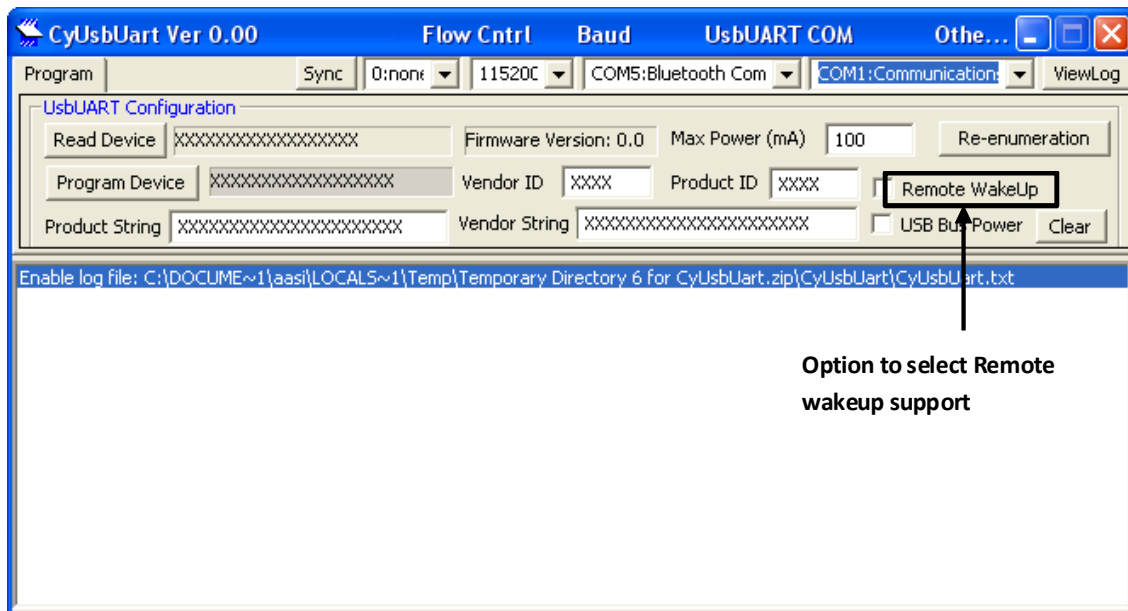 CyUsbUart Ver 0.00 Flow Cntrl Baud UsbUART COM Othe...
Program Sync 0:none 115200 COM5:Bluetooth Com COM1:Communication: ViewLog
UsbUART Configuration
Read Device XXXXXXXXXXXXXXXXXX Firmware Version: 0.0 Max Power (mA) 100 Re-enumeration
Program Device XXXXXXXXXXXXXXXXXX Vendor ID XXXX Product ID XXXX Remote WakeUp
Product String XXXXXXXXXXXXXXXXXXXXXX Vendor String XXXXXXXXXXXXXXXXXXXXXX USB Bus Power Clear
Enable log file: C:\DOCUME~1\aasi\LOCALS~1\Temp\Temporary Directory 6 for CyUsbUart.zip\CyUsbUart\CyUsbUart.txt
Option to select Remote
wakeup support